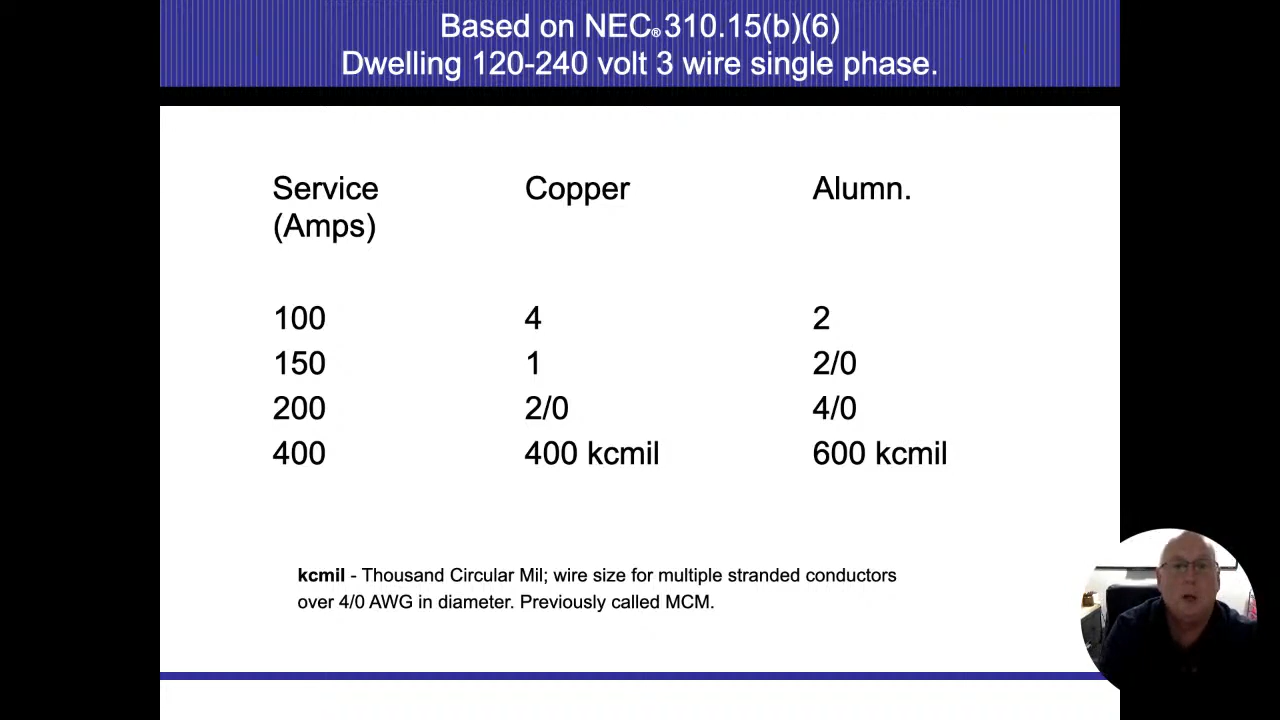 Based on NEC® 310.15(b)(6)
Dwelling 120-240 volt 3 wire single phase.
Service (Amps) Copper Alumn.
100 4 2
150 1 2/0
200 2/0 4/0
400 400 kcmil 600 kcmil
kcmil - Thousand Circular Mil; wire size for multiple stranded conductors
over 4/0 AWG in diameter. Previously called MCM.